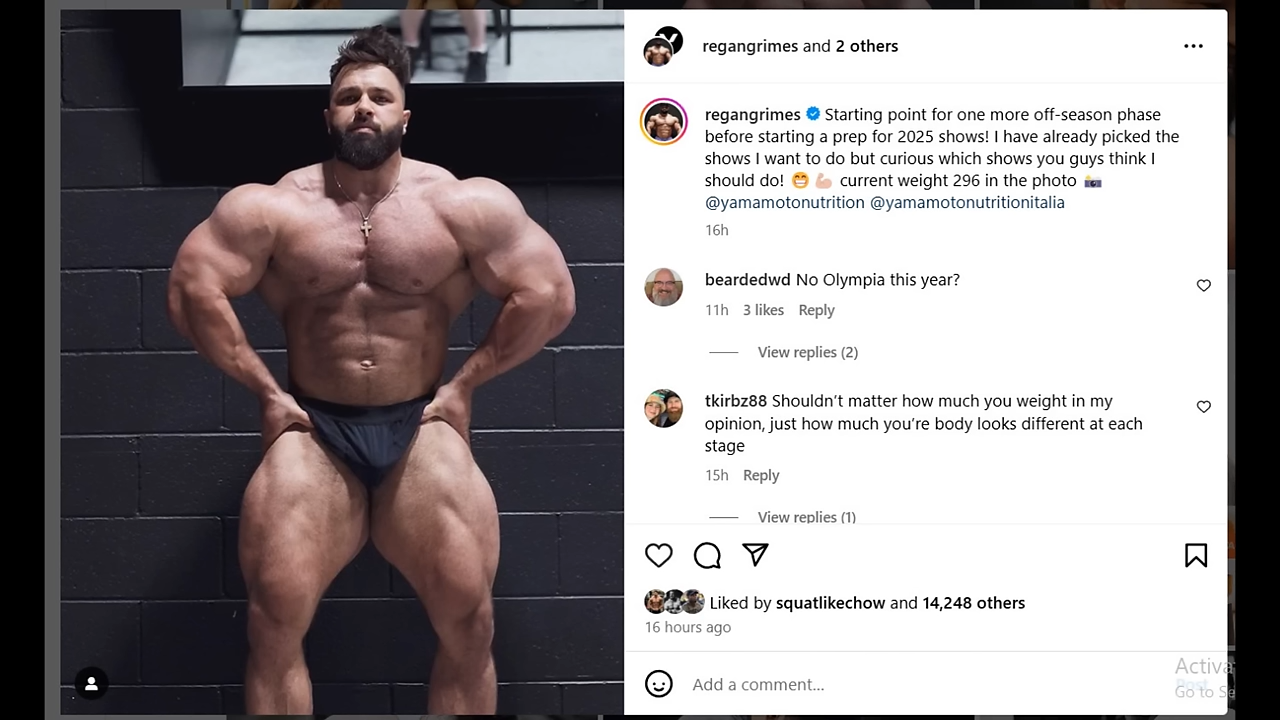 regangrimes and 2 others
regangrimes Starting point for one more off-season phase
before starting a prep for 2025 shows! I have already picked the
shows I want to do but curious which shows you guys think I
should do! 😁 💪🏼 current weight 296 in the photo 📸
@yamamotonutrition @yamamotonutritionitalia
16h
beardedwd No Olympia this year?
11h 3 likes Reply
View replies (2)
tkirbz88 Shouldn’t matter how much you weight in my
opinion, just how much you’re body looks different at each
stage
15h Reply
View replies (1)
Liked by squatlikechow and 14,248 others
16 hours ago
Add a comment...
Post
Go to Se